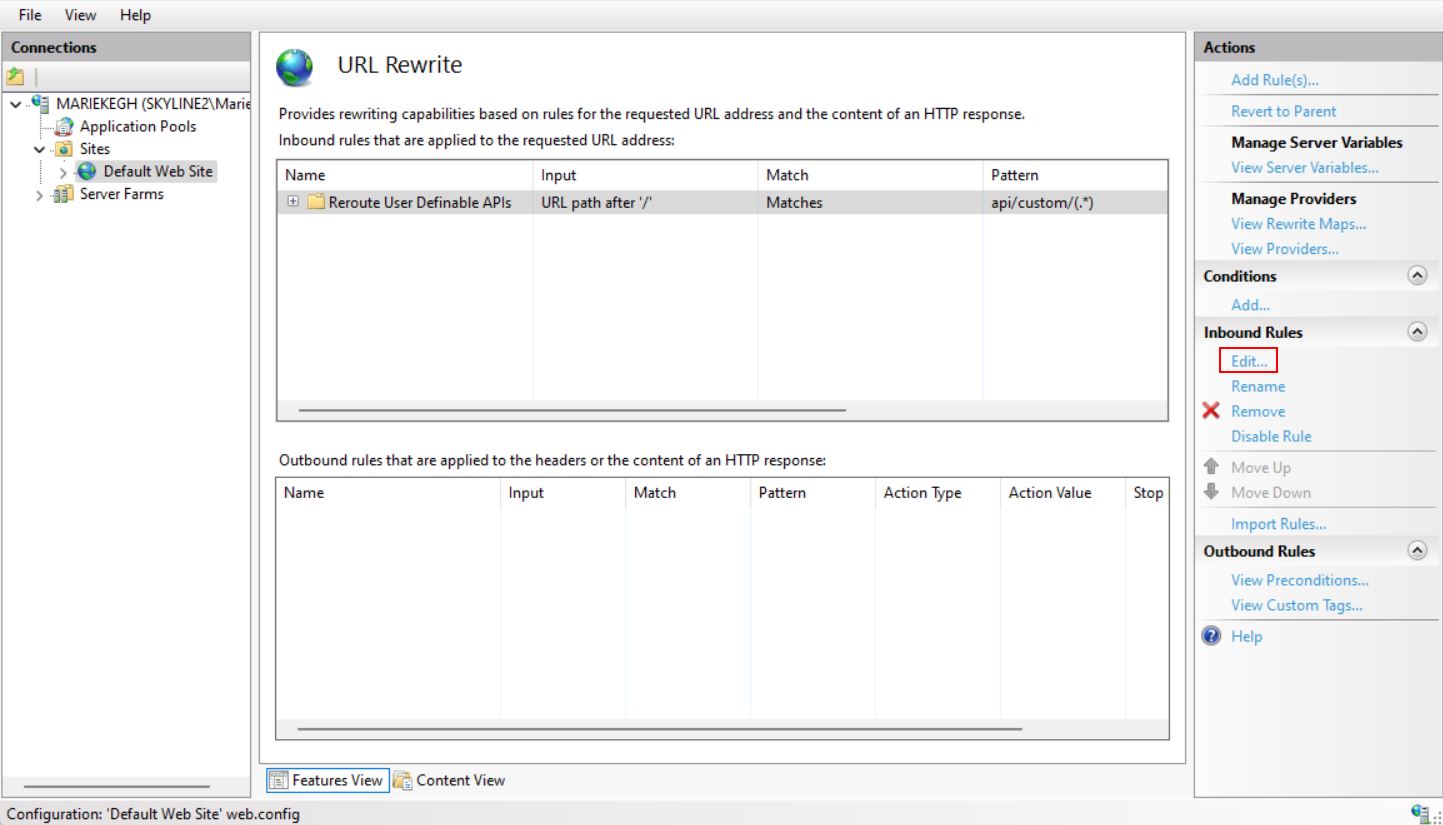 File View Help
Connections
MARIEKEGH (SKYLINE2\Marie
Application Pools
Sites
Default Web Site
Server Farms
URL Rewrite
Provides rewriting capabilities based on rules for the requested URL address and the content of an HTTP response.
Inbound rules that are applied to the requested URL address:
Name Input Match Pattern
Reroute User Definable APIs URL path after '/' Matches api/custom/(.*)
Outbound rules that are applied to the headers or the content of an HTTP response:
Name Input Match Pattern Action Type Action Value Stop
Features View Content View
Actions
Add Rule(s)...
Revert to Parent
Manage Server Variables
View Server Variables...
Manage Providers
View Rewrite Maps...
View Providers...
Conditions
Add...
Inbound Rules
Edit...
Rename
Remove
Disable Rule
Move Up
Move Down
Import Rules...
Outbound Rules
View Preconditions...
View Custom Tags...
Help
Configuration: 'Default Web Site' web.config